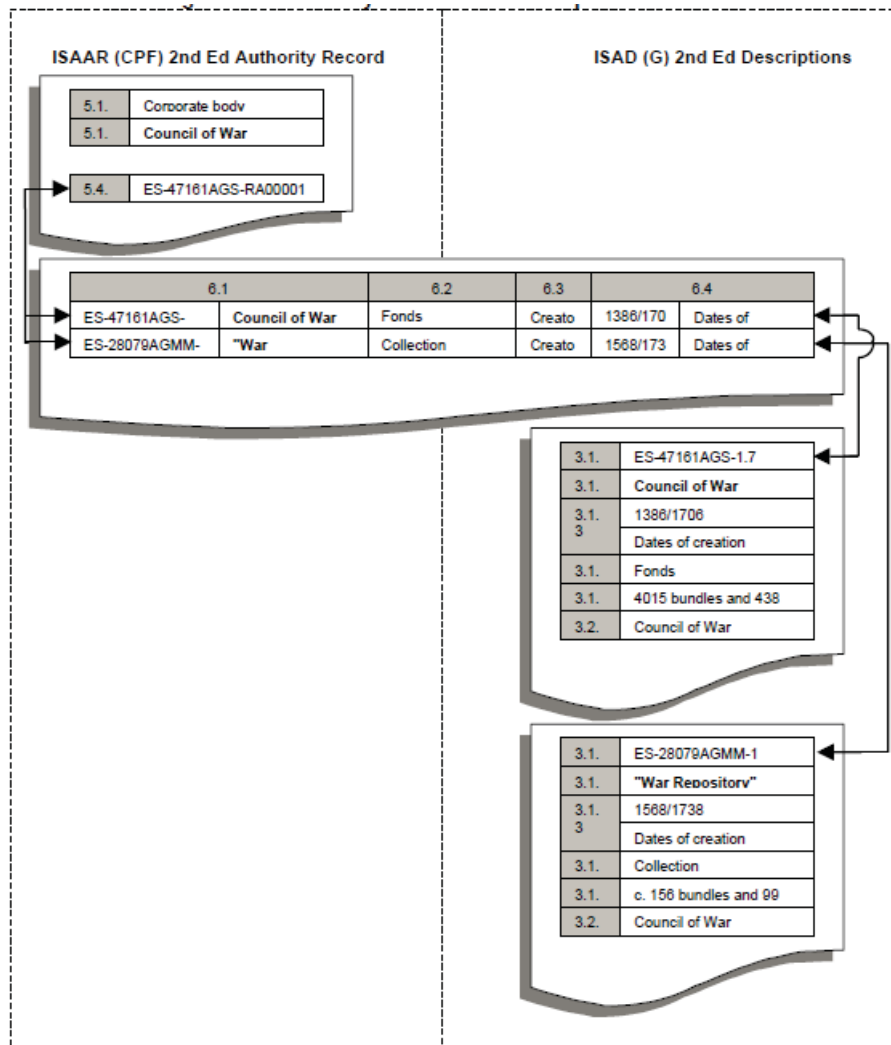 ISAAR (CPF) 2nd Ed Authority Record ISAD (G) 2nd Ed Descriptions
5.1. Corporate body
5.1. Council of War
5.4. ES-47161AGS-RA00001
6.1 6.2 6.3 6.4
ES-47161AGS- Council of War Fonds Creato 1386/170 Dates of
ES-28079AGMM- "War Collection Creato 1568/173 Dates of
3.1. ES-47161AGS-1.7
3.1. Council of War
3.1. 1386/1706
3
Dates of creation
3.1. Fonds
3.1. 4015 bundles and 438
3.2. Council of War
3.1. ES-28079AGMM-1
3.1. "War Repository"
3.1. 1568/1738
3
Dates of creation
3.1. Collection
3.1. c. 156 bundles and 99
3.2. Council of War